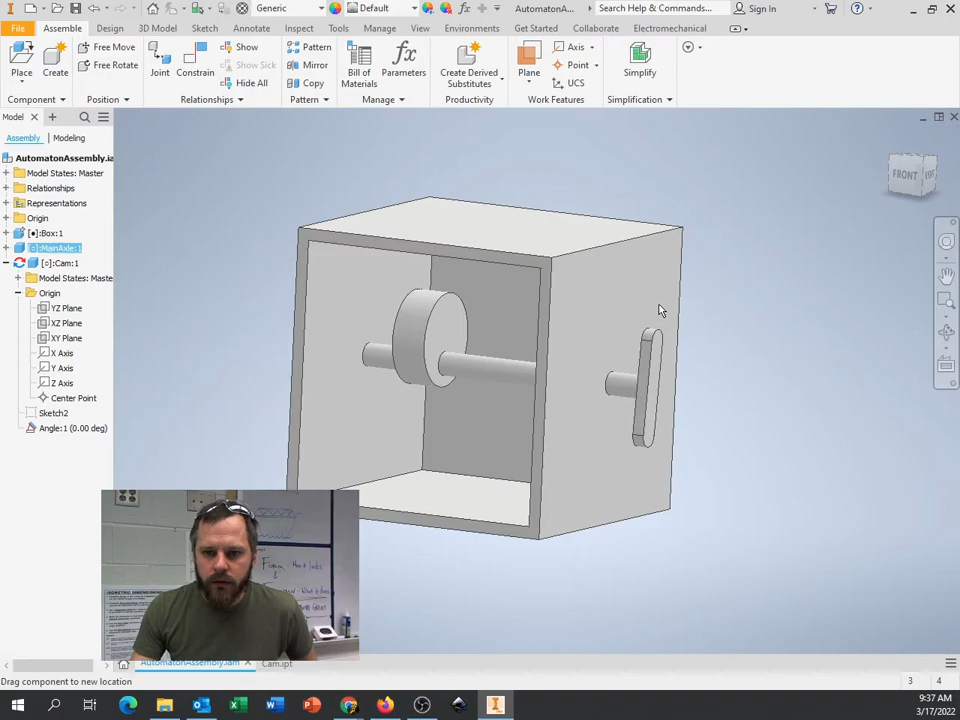 Generic
Default
AutomatonA...
Search Help & Commands...
Sign In
File
Assemble
Design
3D Model
Sketch
Annotate
Inspect
Tools
Manage
View
Environments
Get Started
Collaborate
Electromechanical
Place
Create
Free Move
Free Rotate
Joint
Constrain
Show
Show Sick
Hide All
Pattern
Mirror
Copy
Bill of
Materials
Parameters
Create Derived
Substitutes
Plane
Axis
Point
UCS
Simplify
Component
Position
Relationships
Pattern
Manage
Productivity
Work Features
Simplification
Model
Assembly
Modeling
AutomatonAssembly.ia
Model States: Master
Relationships
Representations
Origin
[●]:Box:1
[○]:MainAxle:1
[○]:Cam:1
Model States: Maste
Origin
YZ Plane
XZ Plane
XY Plane
X Axis
Y Axis
Z Axis
Center Point
Sketch2
Angle:1 (0.00 deg)
FRONT
AutomatonAssembly.iam
Cam.ipt
Drag component to new location
3
4
9:37 AM
3/17/2022